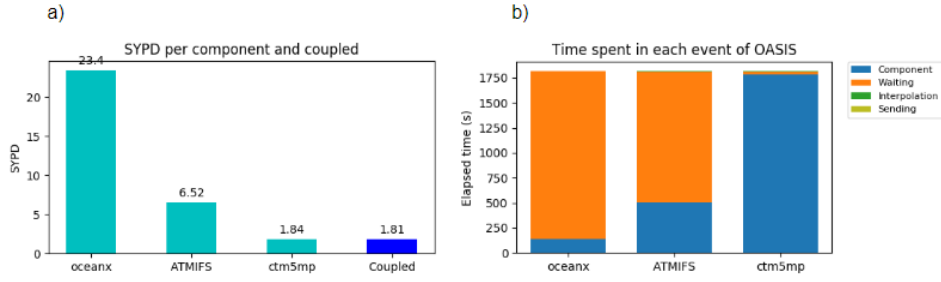 a)
b)
SYPD per component and coupled
23.4
6.52
1.84
1.81
20
15
10
5
0
SYPD
oceanx
ATMIFS
ctm5mp
Coupled
Time spent in each event of OASIS
1750
1500
1250
1000
750
500
250
0
Elapsed time (s)
oceanx
ATMIFS
ctm5mp
Component
Waiting
Interpolation
Sending